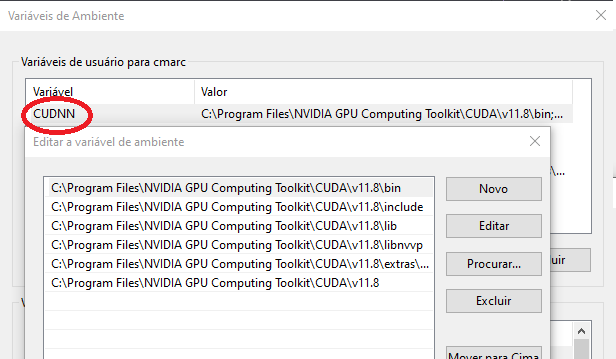 Variáveis de Ambiente
Variáveis de usuário para cmarc
Variável Valor
CUDNN C:\Program Files\NVIDIA GPU Computing Toolkit\CUDA\v11.8\bin;...
Editar a variável de ambiente
C:\Program Files\NVIDIA GPU Computing Toolkit\CUDA\v11.8\bin
C:\Program Files\NVIDIA GPU Computing Toolkit\CUDA\v11.8\include
C:\Program Files\NVIDIA GPU Computing Toolkit\CUDA\v11.8\lib
C:\Program Files\NVIDIA GPU Computing Toolkit\CUDA\v11.8\libnvvp
C:\Program Files\NVIDIA GPU Computing Toolkit\CUDA\v11.8\extras\...
C:\Program Files\NVIDIA GPU Computing Toolkit\CUDA\v11.8
Novo
Editar
Procurar...
Excluir
Mover para Cima